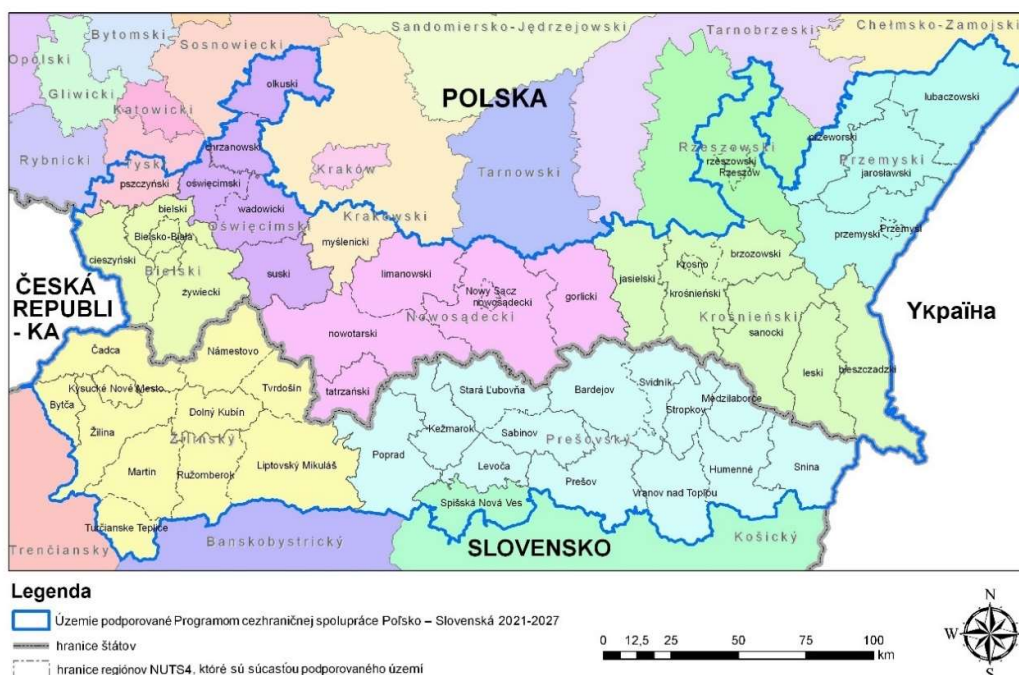 Sandomiersko-Jędrzejowski
Chełmsko-Zamojski
Bytomski
Sosnowiecki
Tarnobrzeski
Opolski
Gliwicki
Katowicki
olkuski
POLSKA
lubaczowski
Rybnicki
Tyski
chrzanowski
Kraków
Tarnowski
Rzeszewski
rzeszowski
Rzeszów
przeworski
Przemyski
jarosławski
pszczyński
oświęcimski
wadowicki
Oświęcimski
Krakowski
myślenicki
przemyski
Przemyśl
bielski
Bielsko-Biała
cieszyński
Bielski
żywiecki
suski
limanowski
Nowy Sącz
nowosądecki
Nowosądecki
gorlicki
jasielski
Krosno
krośnieński
brzozowski
Krośnieński
sanocki
leski
bieszczadzki
ČESKÁ
REPUBLI
- KA
Україна
nowotarski
tatrzański
Čadca
Námestovo
Tvrdošín
Kysucké Nové Mesto
Bytča
Dolný Kubín
Žilina
Žilinský
Martin
Ružomberok
Liptovský Mikuláš
Turčianske Teplice
Stará Ľubovňa
Bardejov
Svidník
Medzilaborce
Stropkov
Kežmarok
Sabinov
Prešovský
Poprad
Levoča
Prešov
Humenné
Snina
Vranov nad Topľou
Spišská Nová Ves
Trenčiansky
Banskobystrický
SLOVENSKO
Košický
Legenda
Územie podporované Programom cezhraničnej spolupráce Poľsko – Slovenská 2021-2027
hranice štátov
hranice regiónov NUTS4, ktoré sú súcasťou podporovaného území
0 12,5 25 50 75 100
km
N
W
E
S